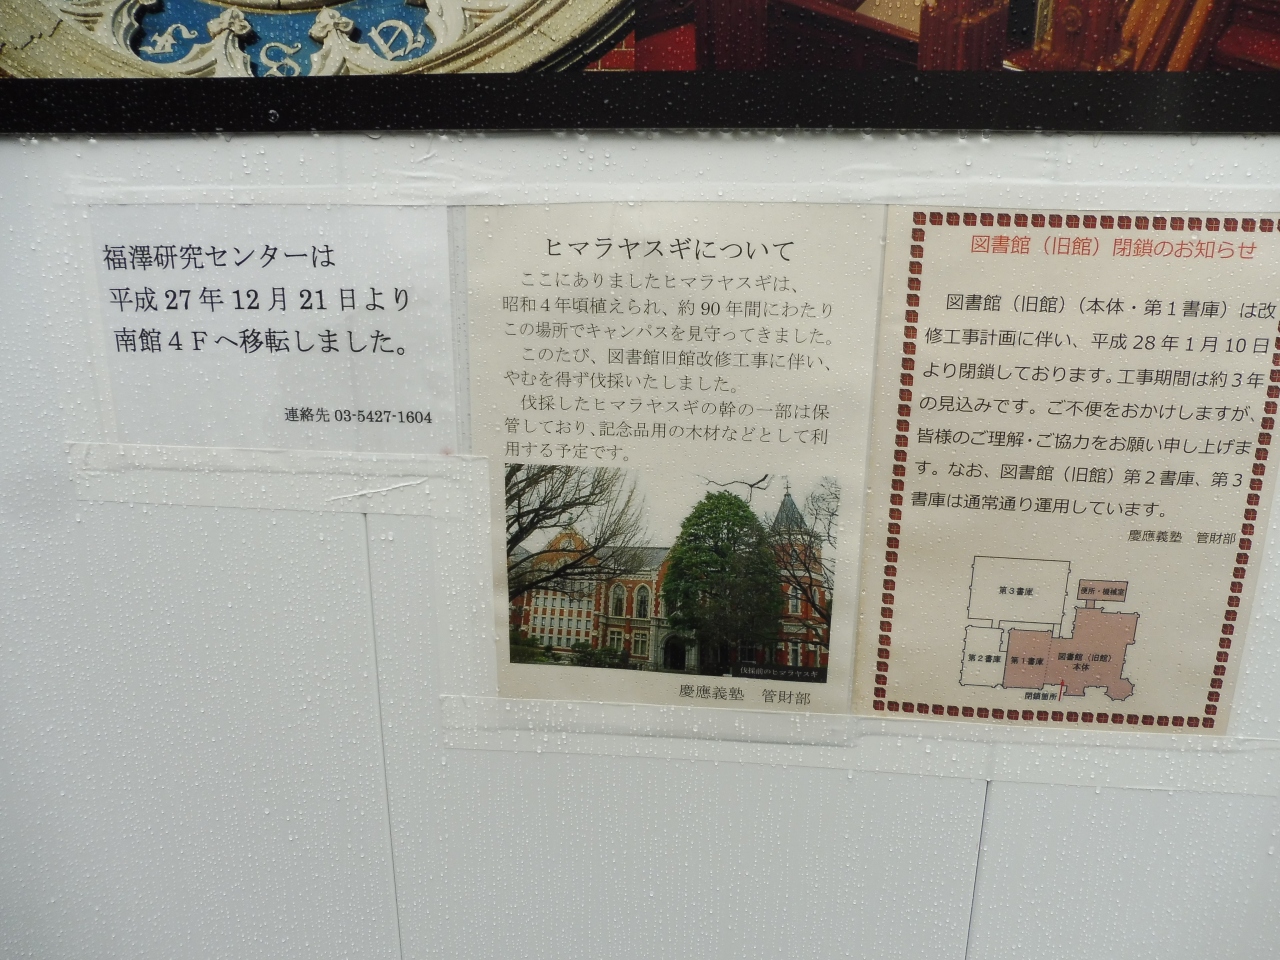 福澤研究センターは
平成 27 年 12 月 21 日より
南館４Ｆへ移転しました。
連絡先 03-5427-1604
ヒマラヤスギについて
ここにありましたヒマラヤスギは、
昭和４年頃植えられ、約 90 年間にわたり
この場所でキャンパスを見守ってきました。
このたび、図書館旧館改修工事に伴い、
やむを得ず伐採いたしました。
伐採したヒマラヤスギの幹の一部は保
管しており、記念品用の木材などとして利
用する予定です。
伐採前のヒマラヤスギ
慶應義塾　管財部
図書館（旧館）閉鎖のお知らせ
図書館（旧館）（本体・第１書庫）は改
修工事計画に伴い、平成 28 年 1 月 10 日
より閉鎖しております。工事期間は約３年
の見込みです。ご不便をおかけしますが、
皆様のご理解・ご協力をお願い申し上げま
す。なお、図書館（旧館）第２書庫、第３
書庫は通常通り運用しています。
慶應義塾　管財部
第３書庫
便所・機械室
第２書庫
第１書庫
図書館（旧館）
本体
閉鎖箇所